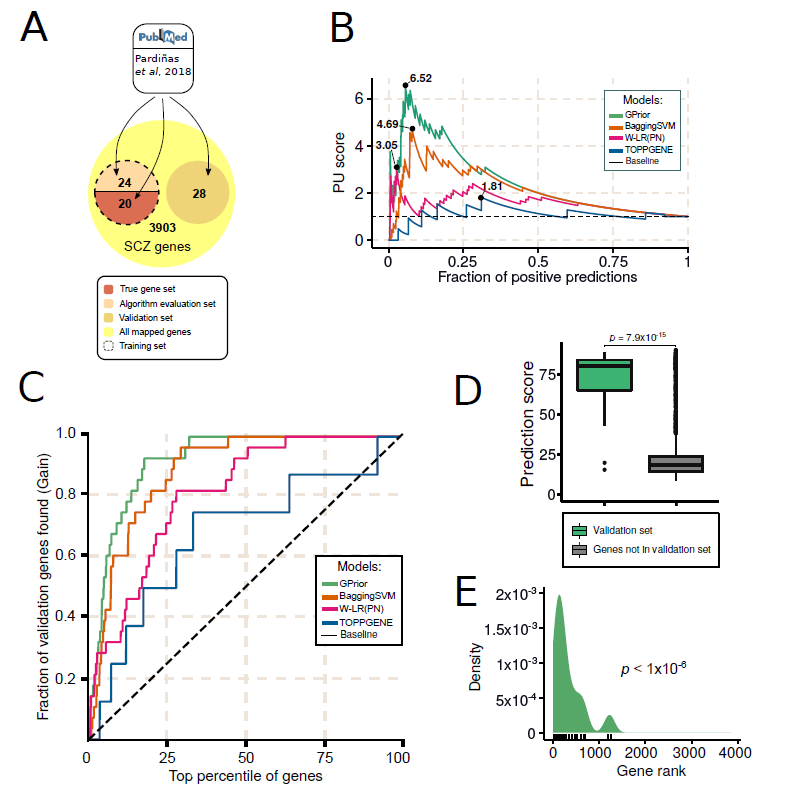 A
PubMed
Pardiñas
et al, 2018
24
20
28
3903
SCZ genes
True gene set
Algorithm evaluation set
Validation set
All mapped genes
Training set
B
PU score
6
4
2
0
6.52
4.69
3.05
1.81
Models:
GPrior
BaggingSVM
W-LR(PN)
TOPPGENE
Baseline
0
0.25
0.5
0.75
1
Fraction of positive predictions
C
Fraction of validation genes found (Gain)
1.0
0.8
0.6
0.4
0.2
Models:
GPrior
BaggingSVM
W-LR(PN)
TOPPGENE
Baseline
0
25
50
75
100
Top percentile of genes
D
Prediction score
p = 7.9x10⁻¹⁵
75
50
25
0
Validation set
Genes not in validation set
E
Density
2x10⁻³
1.5x10⁻³
1x10⁻³
5x10⁻⁴
0
p < 1x10⁻⁶
0
1000
2000
3000
4000
Gene rank